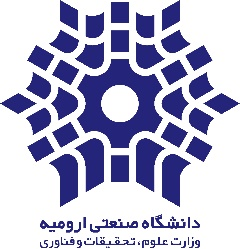 دانشگاه صنعتی ارومیه
وزارت علوم، تحقیقات و فناوری